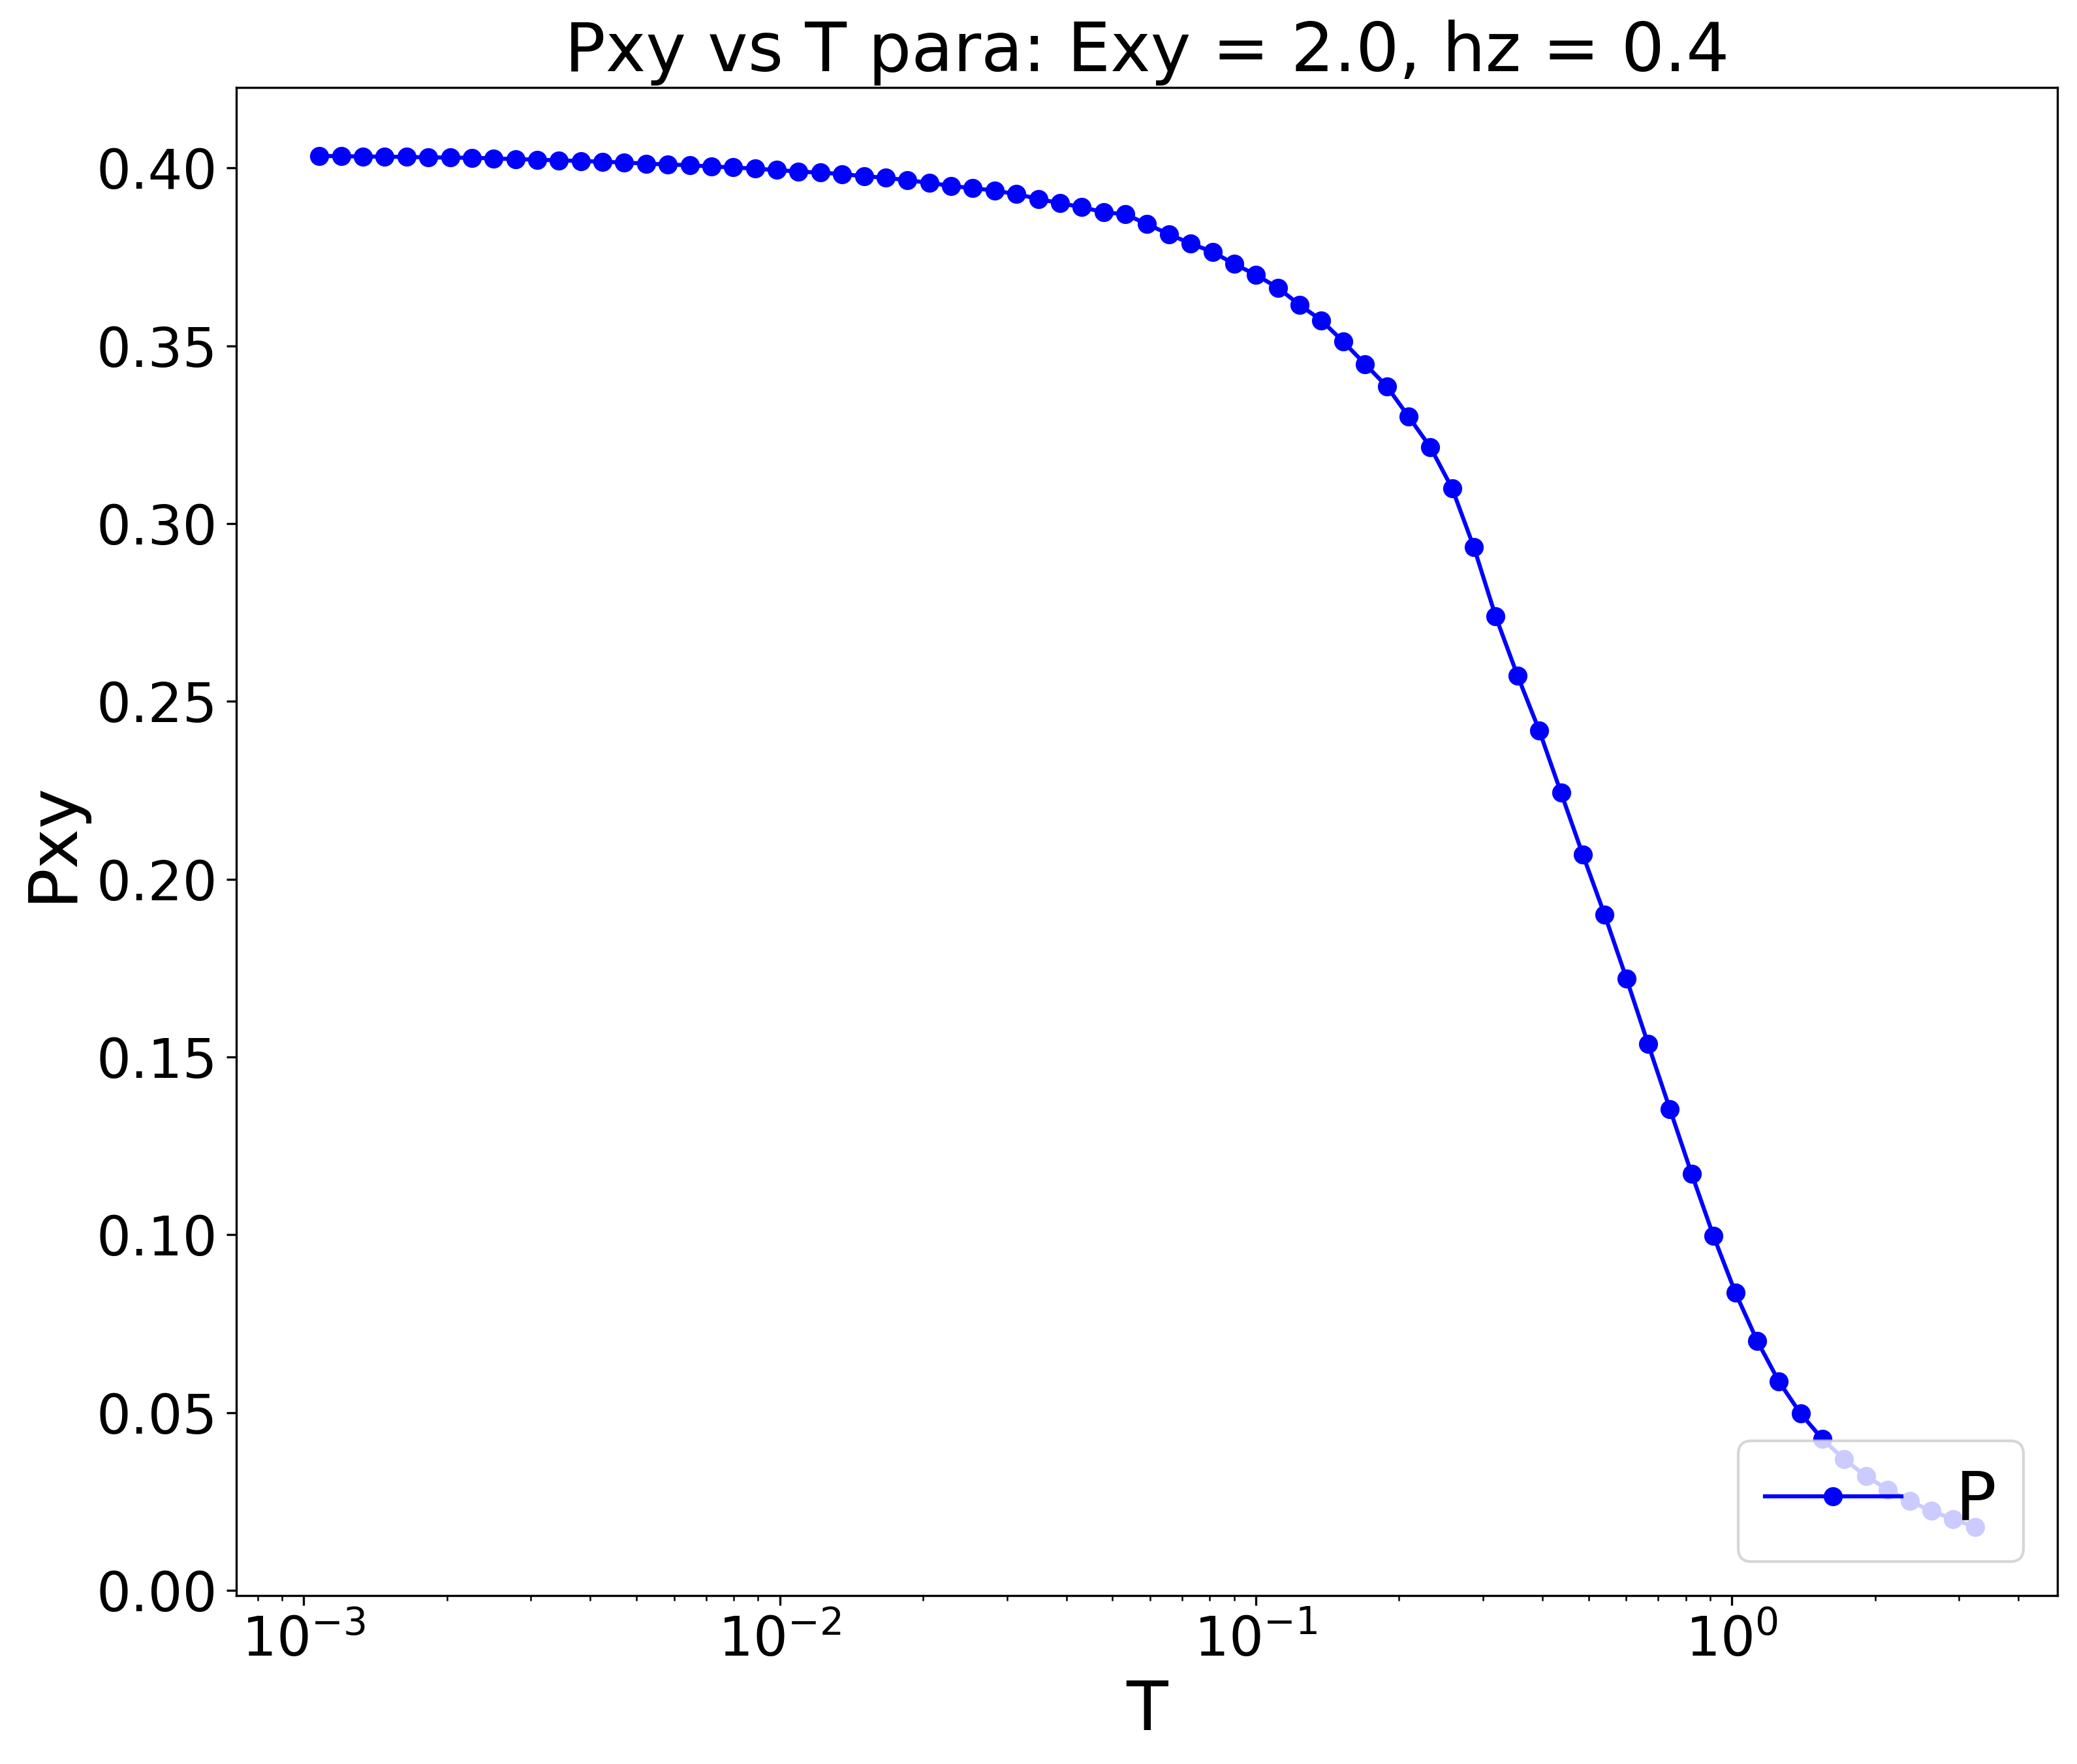 Pxy vs T para: Exy = 2.0, hz = 0.4
Pxy
0.40
0.35
0.30
0.25
0.20
0.15
0.10
0.05
0.00
10⁻³ 10⁻² 10⁻¹ 10⁰
T
P